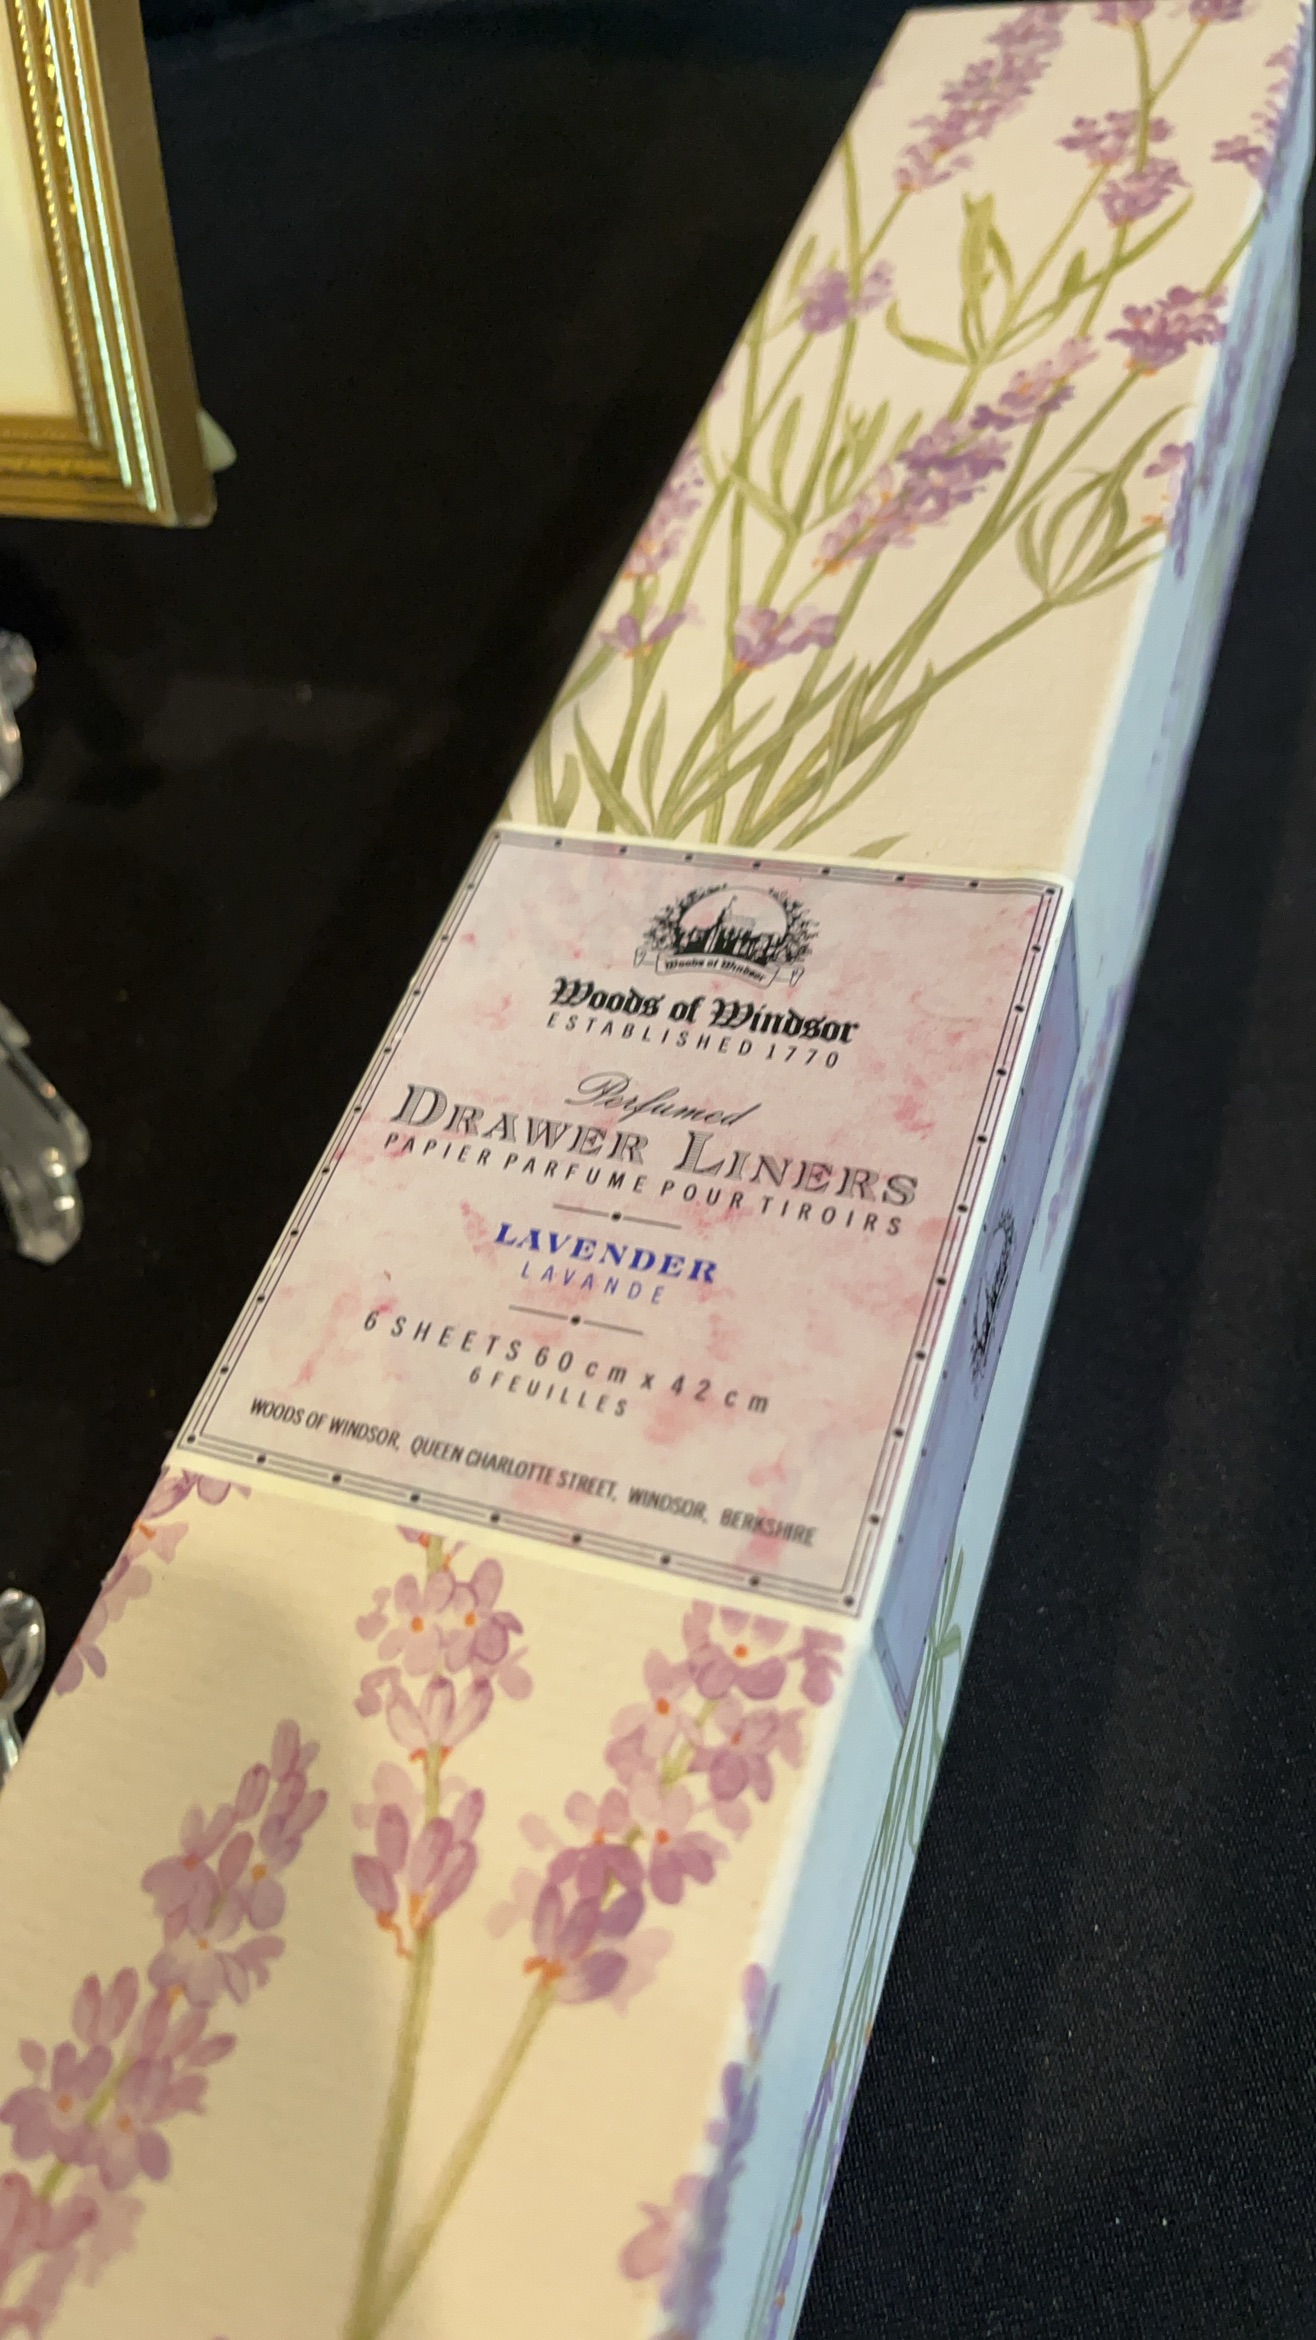 Woods of Windsor
Woods of Windsor
ESTABLISHED 1770
Perfumed
DRAWER LINERS
PAPIER PARFUME POUR TIROIRS
LAVENDER
LAVANDE
6 SHEETS 60 cm x 42 cm
6 FEUILLES
WOODS OF WINDSOR, QUEEN CHARLOTTE STREET, WINDSOR, BERKSHIRE